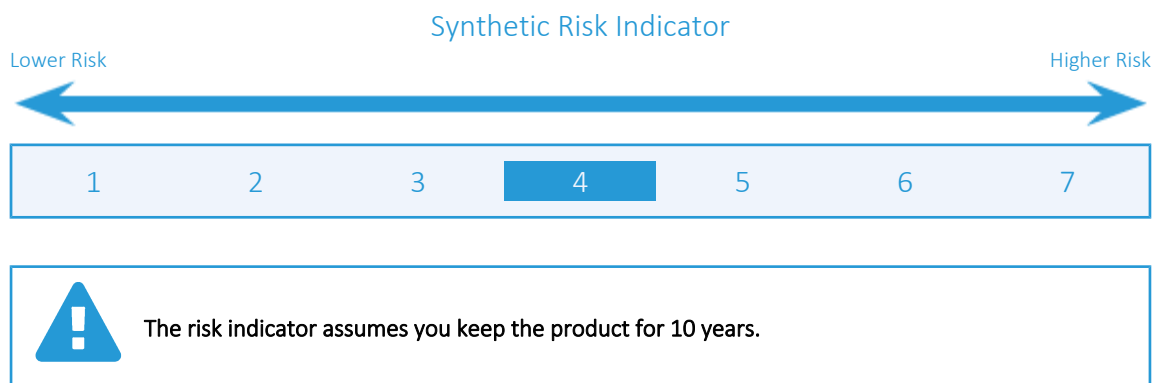 Synthetic Risk Indicator
Lower Risk Higher Risk
1 2 3 4 5 6 7
The risk indicator assumes you keep the product for 10 years.